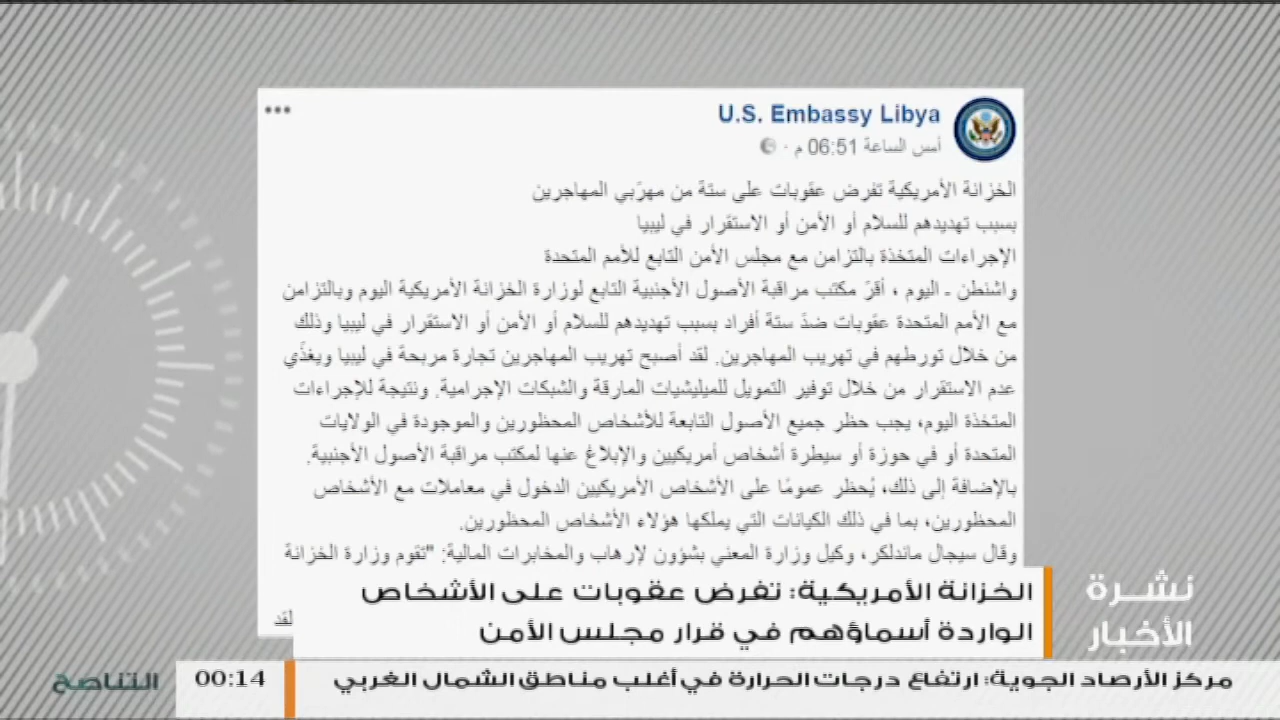 U.S. Embassy Libya
أمس الساعة 06:51 م ·
الخزانة الأمريكية تفرض عقوبات على ستة من مهرّبي المهاجرين
بسبب تهديدهم للسلام أو الأمن أو الاستقرار في ليبيا
الإجراءات المتخذة بالتزامن مع مجلس الأمن التابع للأمم المتحدة
واشنطن ـ اليوم ، أقرّ مكتب مراقبة الأصول الأجنبية التابع لوزارة الخزانة الأمريكية اليوم وبالتزامن
مع الأمم المتحدة عقوبات ضدّ ستة أفراد بسبب تهديدهم للسلام أو الأمن أو الاستقرار في ليبيا وذلك
من خلال تورطهم في تهريب المهاجرين. لقد أصبح تهريب المهاجرين تجارة مربحة في ليبيا ويغذّي
عدم الاستقرار من خلال توفير التمويل للميليشيات المارقة والشبكات الإجرامية. ونتيجة للإجراءات
المتخذة اليوم، يجب حظر جميع الأصول التابعة للأشخاص المحظورين والموجودة في الولايات
المتحدة أو في حوزة أو سيطرة أشخاص أمريكيين والإبلاغ عنها لمكتب مراقبة الأصول الأجنبية.
بالإضافة إلى ذلك، يُحظر عمومًا على الأشخاص الأمريكيين الدخول في معاملات مع الأشخاص
المحظورين، بما في ذلك الكيانات التي يملكها هؤلاء الأشخاص المحظورين.
وقال سيجال ماندلكر، وكيل وزارة المعني بشؤون لإرهاب والمخابرات المالية: "تقوم وزارة الخزانة
لقد
الخزانة الأمريكية: تفرض عقوبات على الأشخاص
الواردة أسماؤهم في قرار مجلس الأمن
نشرة
الأخبار
مركز الأرصاد الجوية: ارتفاع درجات الحرارة في أغلب مناطق الشمال الغربي
00:14
التناصح